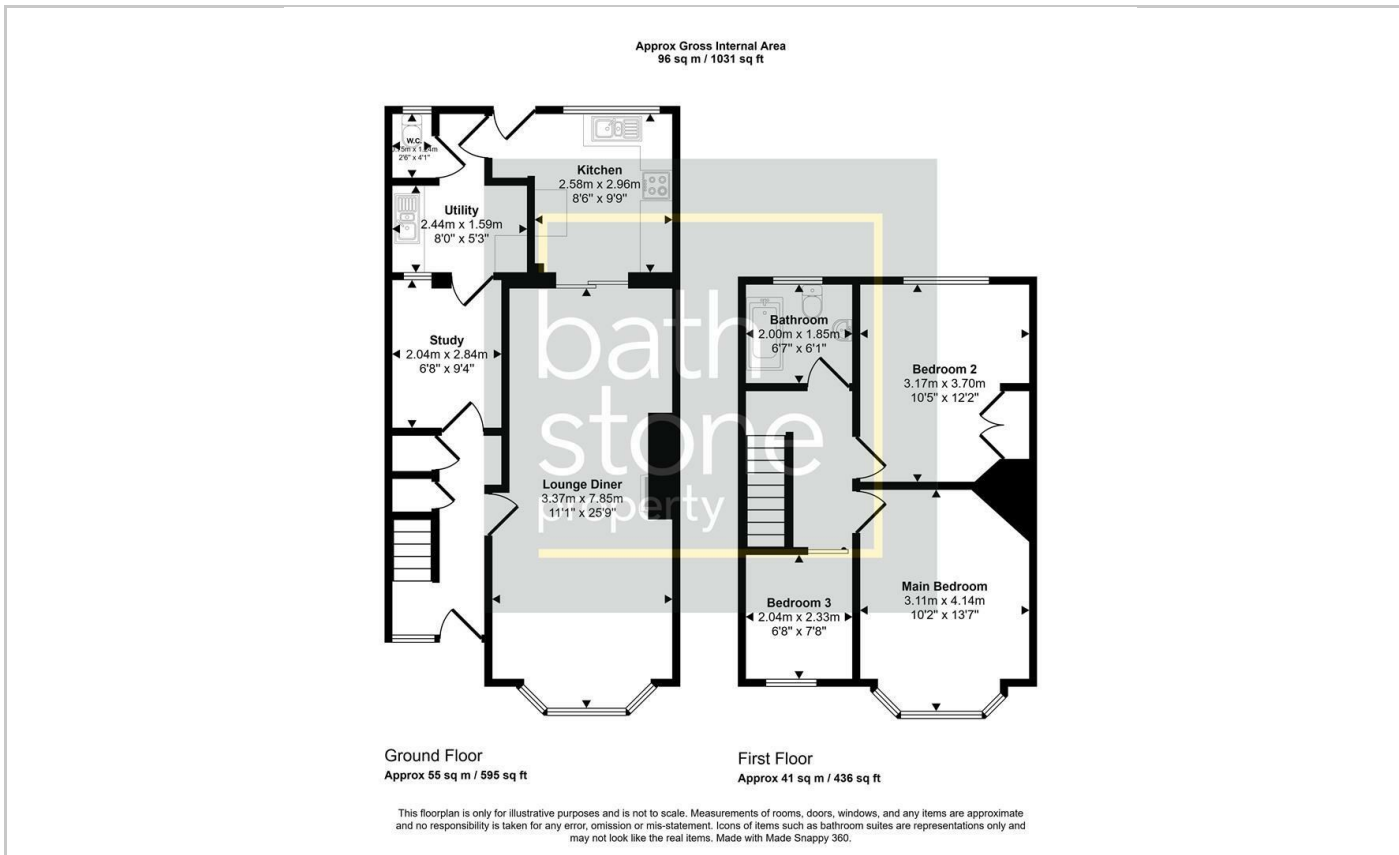 Approx Gross Internal Area
96 sq m / 1031 sq ft
W.C.
2'6" x 4'1"
Kitchen
2.58m x 2.96m
8'6" x 9'9"
Utility
2.44m x 1.59m
8'0" x 5'3"
Study
2.04m x 2.84m
6'8" x 9'4"
Lounge Diner
3.37m x 7.85m
11'1" x 25'9"
bath
stone
property
Bathroom
2.00m x 1.85m
6'7" x 6'1"
Bedroom 2
3.17m x 3.70m
10'5" x 12'2"
Main Bedroom
3.11m x 4.14m
10'2" x 13'7"
Bedroom 3
2.04m x 2.33m
6'8" x 7'8"
Ground Floor
Approx 55 sq m / 595 sq ft
First Floor
Approx 41 sq m / 436 sq ft
This floorplan is only for illustrative purposes and is not to scale. Measurements of rooms, doors, windows, and any items are approximate
and no responsibility is taken for any error, omission or mis-statement. Icons of items such as bathroom suites are representations only and
may not look like the real items. Made with Made Snappy 360.